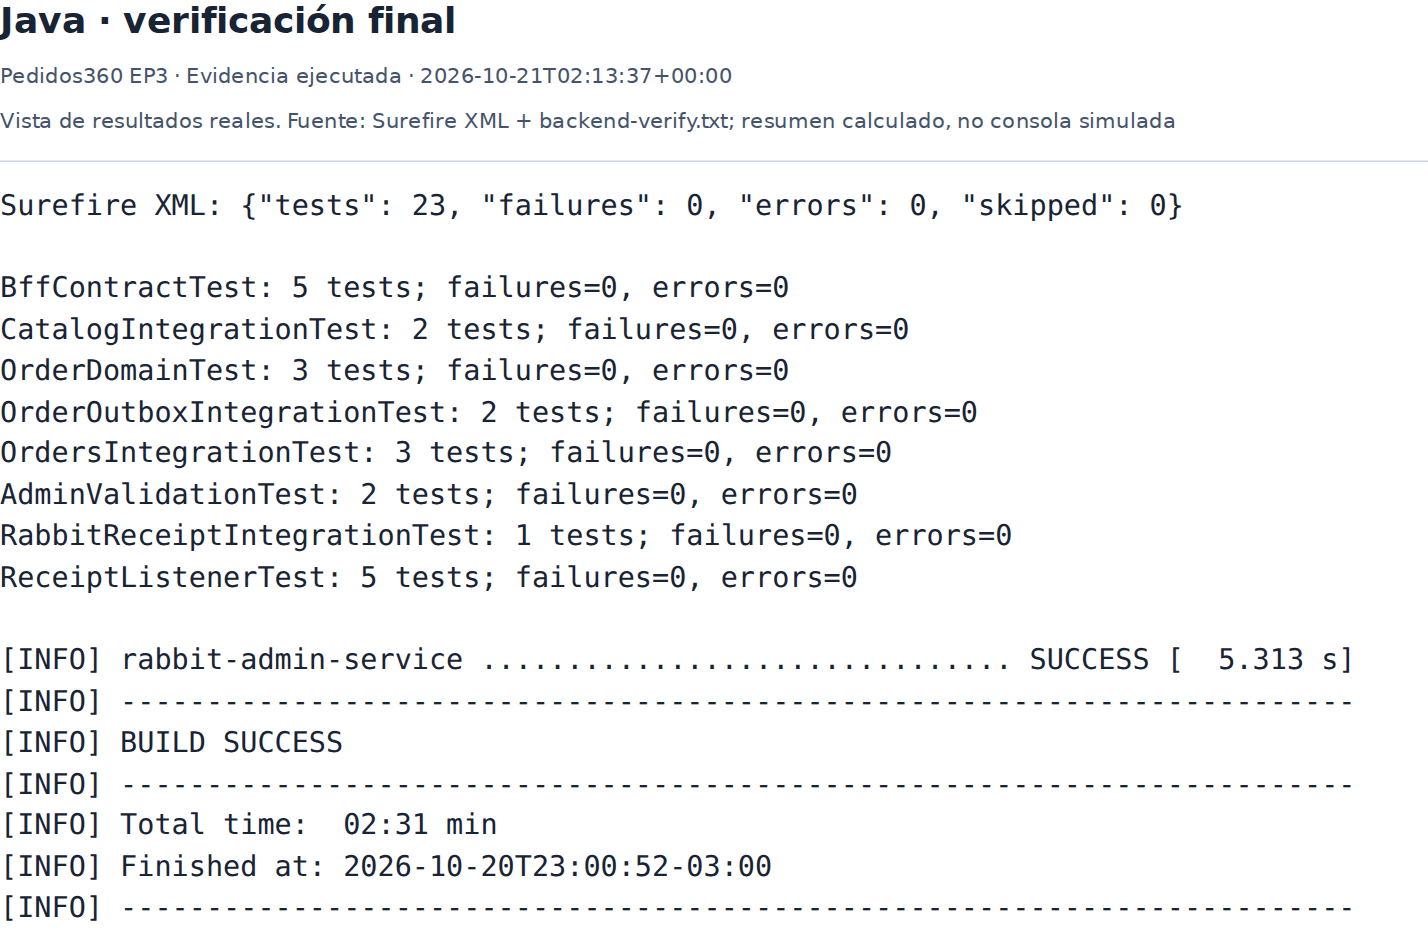 Java · verificación final
Pedidos360 EP3 · Evidencia ejecutada · 2026-10-21T02:13:37+00:00
Vista de resultados reales. Fuente: Surefire XML + backend-verify.txt; resumen calculado, no consola simulada
Surefire XML: {"tests": 23, "failures": 0, "errors": 0, "skipped": 0}
BffContractTest: 5 tests; failures=0, errors=0
CatalogIntegrationTest: 2 tests; failures=0, errors=0
OrderDomainTest: 3 tests; failures=0, errors=0
OrderOutboxIntegrationTest: 2 tests; failures=0, errors=0
OrdersIntegrationTest: 3 tests; failures=0, errors=0
AdminValidationTest: 2 tests; failures=0, errors=0
RabbitReceiptIntegrationTest: 1 tests; failures=0, errors=0
ReceiptListenerTest: 5 tests; failures=0, errors=0
[INFO] rabbit-admin-service ............................... SUCCESS [  5.313 s]
[INFO] ------------------------------------------------------------------------
[INFO] BUILD SUCCESS
[INFO] ------------------------------------------------------------------------
[INFO] Total time:  02:31 min
[INFO] Finished at: 2026-10-20T23:00:52-03:00
[INFO] ------------------------------------------------------------------------